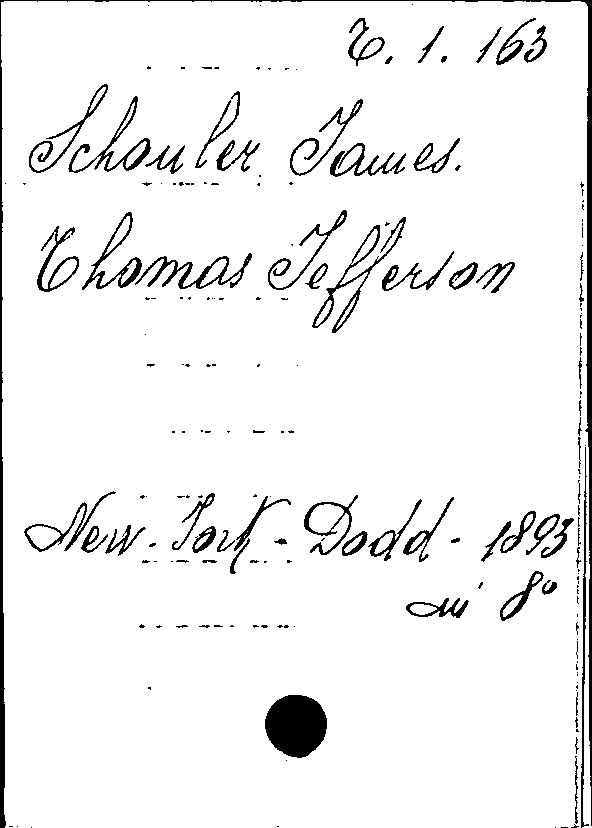 C. 1. 163
Schouler James.
Thomas Jefferson
New-York - Dodd - 1893
in 8°